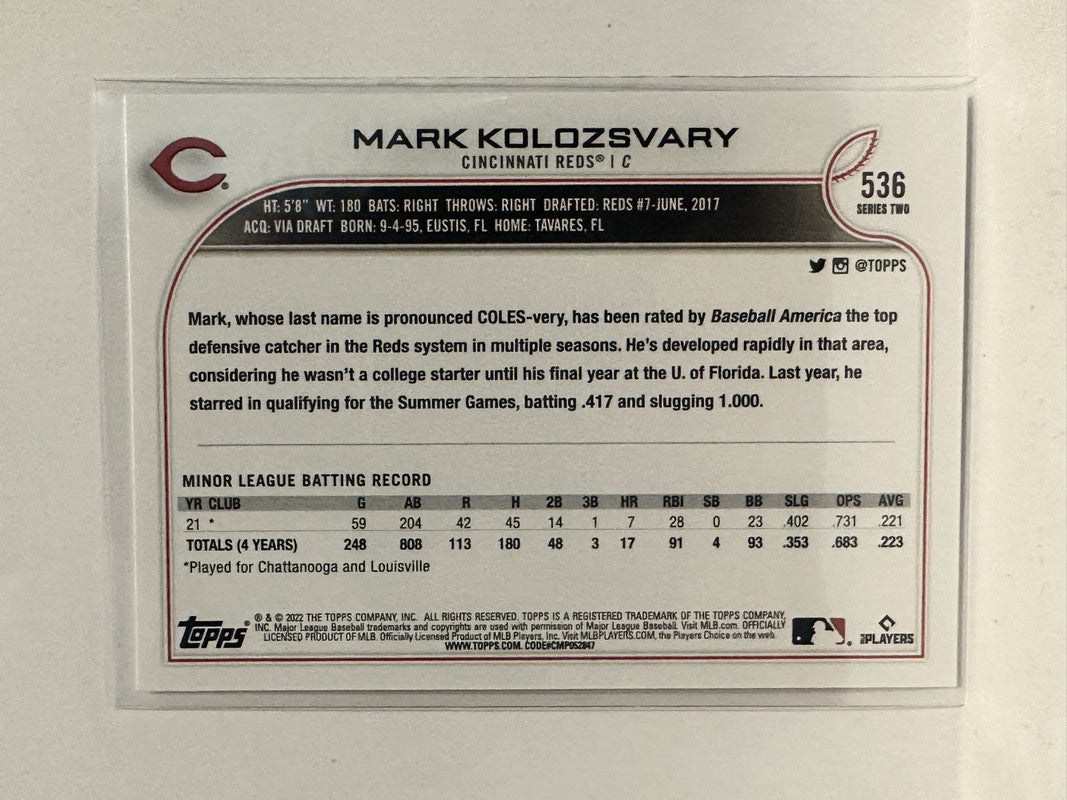 MARK KOLOZSVARY
CINCINNATI REDS® | C
536
SERIES TWO
HT: 5'8" WT: 180 BATS: RIGHT THROWS: RIGHT DRAFTED: REDS #7-JUNE, 2017
ACQ: VIA DRAFT BORN: 9-4-95, EUSTIS, FL HOME: TAVARES, FL
@TOPPS
Mark, whose last name is pronounced COLES-very, has been rated by Baseball America the top
defensive catcher in the Reds system in multiple seasons. He's developed rapidly in that area,
considering he wasn't a college starter until his final year at the U. of Florida. Last year, he
starred in qualifying for the Summer Games, batting .417 and slugging 1.000.
MINOR LEAGUE BATTING RECORD
YR CLUB G AB R H 2B 3B HR RBI SB BB SLG OPS AVG
21 * 59 204 42 45 14 1 7 28 0 23 .402 .731 .221
TOTALS (4 YEARS) 248 808 113 180 48 3 17 91 4 93 .353 .683 .223
*Played for Chattanooga and Louisville
Topps®
® & © 2022 THE TOPPS COMPANY, INC. ALL RIGHTS RESERVED. TOPPS IS A REGISTERED TRADEMARK OF THE TOPPS COMPANY,
INC. Major League Baseball trademarks and copyrights are used with permission of Major League Baseball. Visit MLB.com. OFFICIALLY
LICENSED PRODUCT OF MLB. Officially Licensed Product of MLB Players, Inc. Visit MLBPLAYERS.COM, the Players Choice on the web.
WWW.TOPPS.COM. CODE#CMP052847
MLB PLAYERS